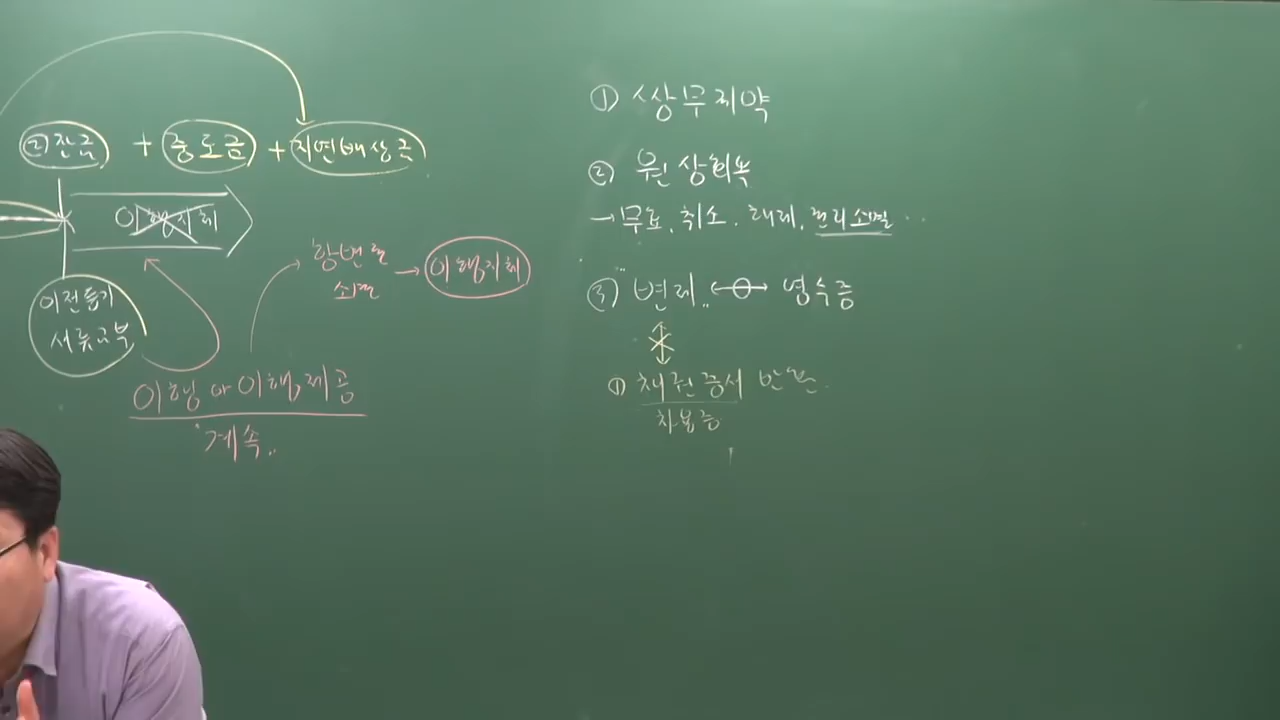 ② 잔금 + 중도금 + 지연배상금
이행지체
이전등기
서류교부
항변권
소멸 → 이행지체
이행 or 이행제공
계속..
① 쌍무계약
② 원상회복
→ 무효, 취소, 해제, 권리소멸 ...
③ 변제.. ↔ 영수증
① 채권증서 반환.
차용증